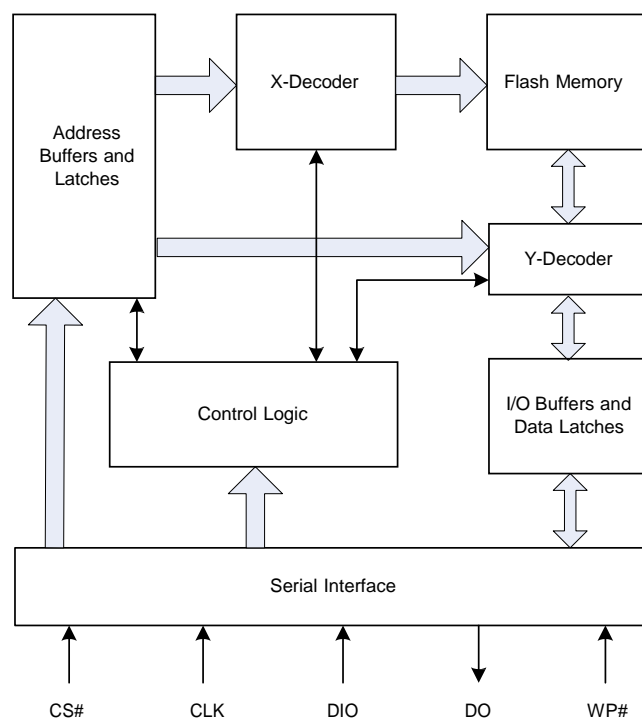 X-Decoder
Flash Memory
Address
Buffers and
Latches
Y-Decoder
Control Logic
I/O Buffers and
Data Latches
Serial Interface
CS#
CLK
DIO
DO
WP#